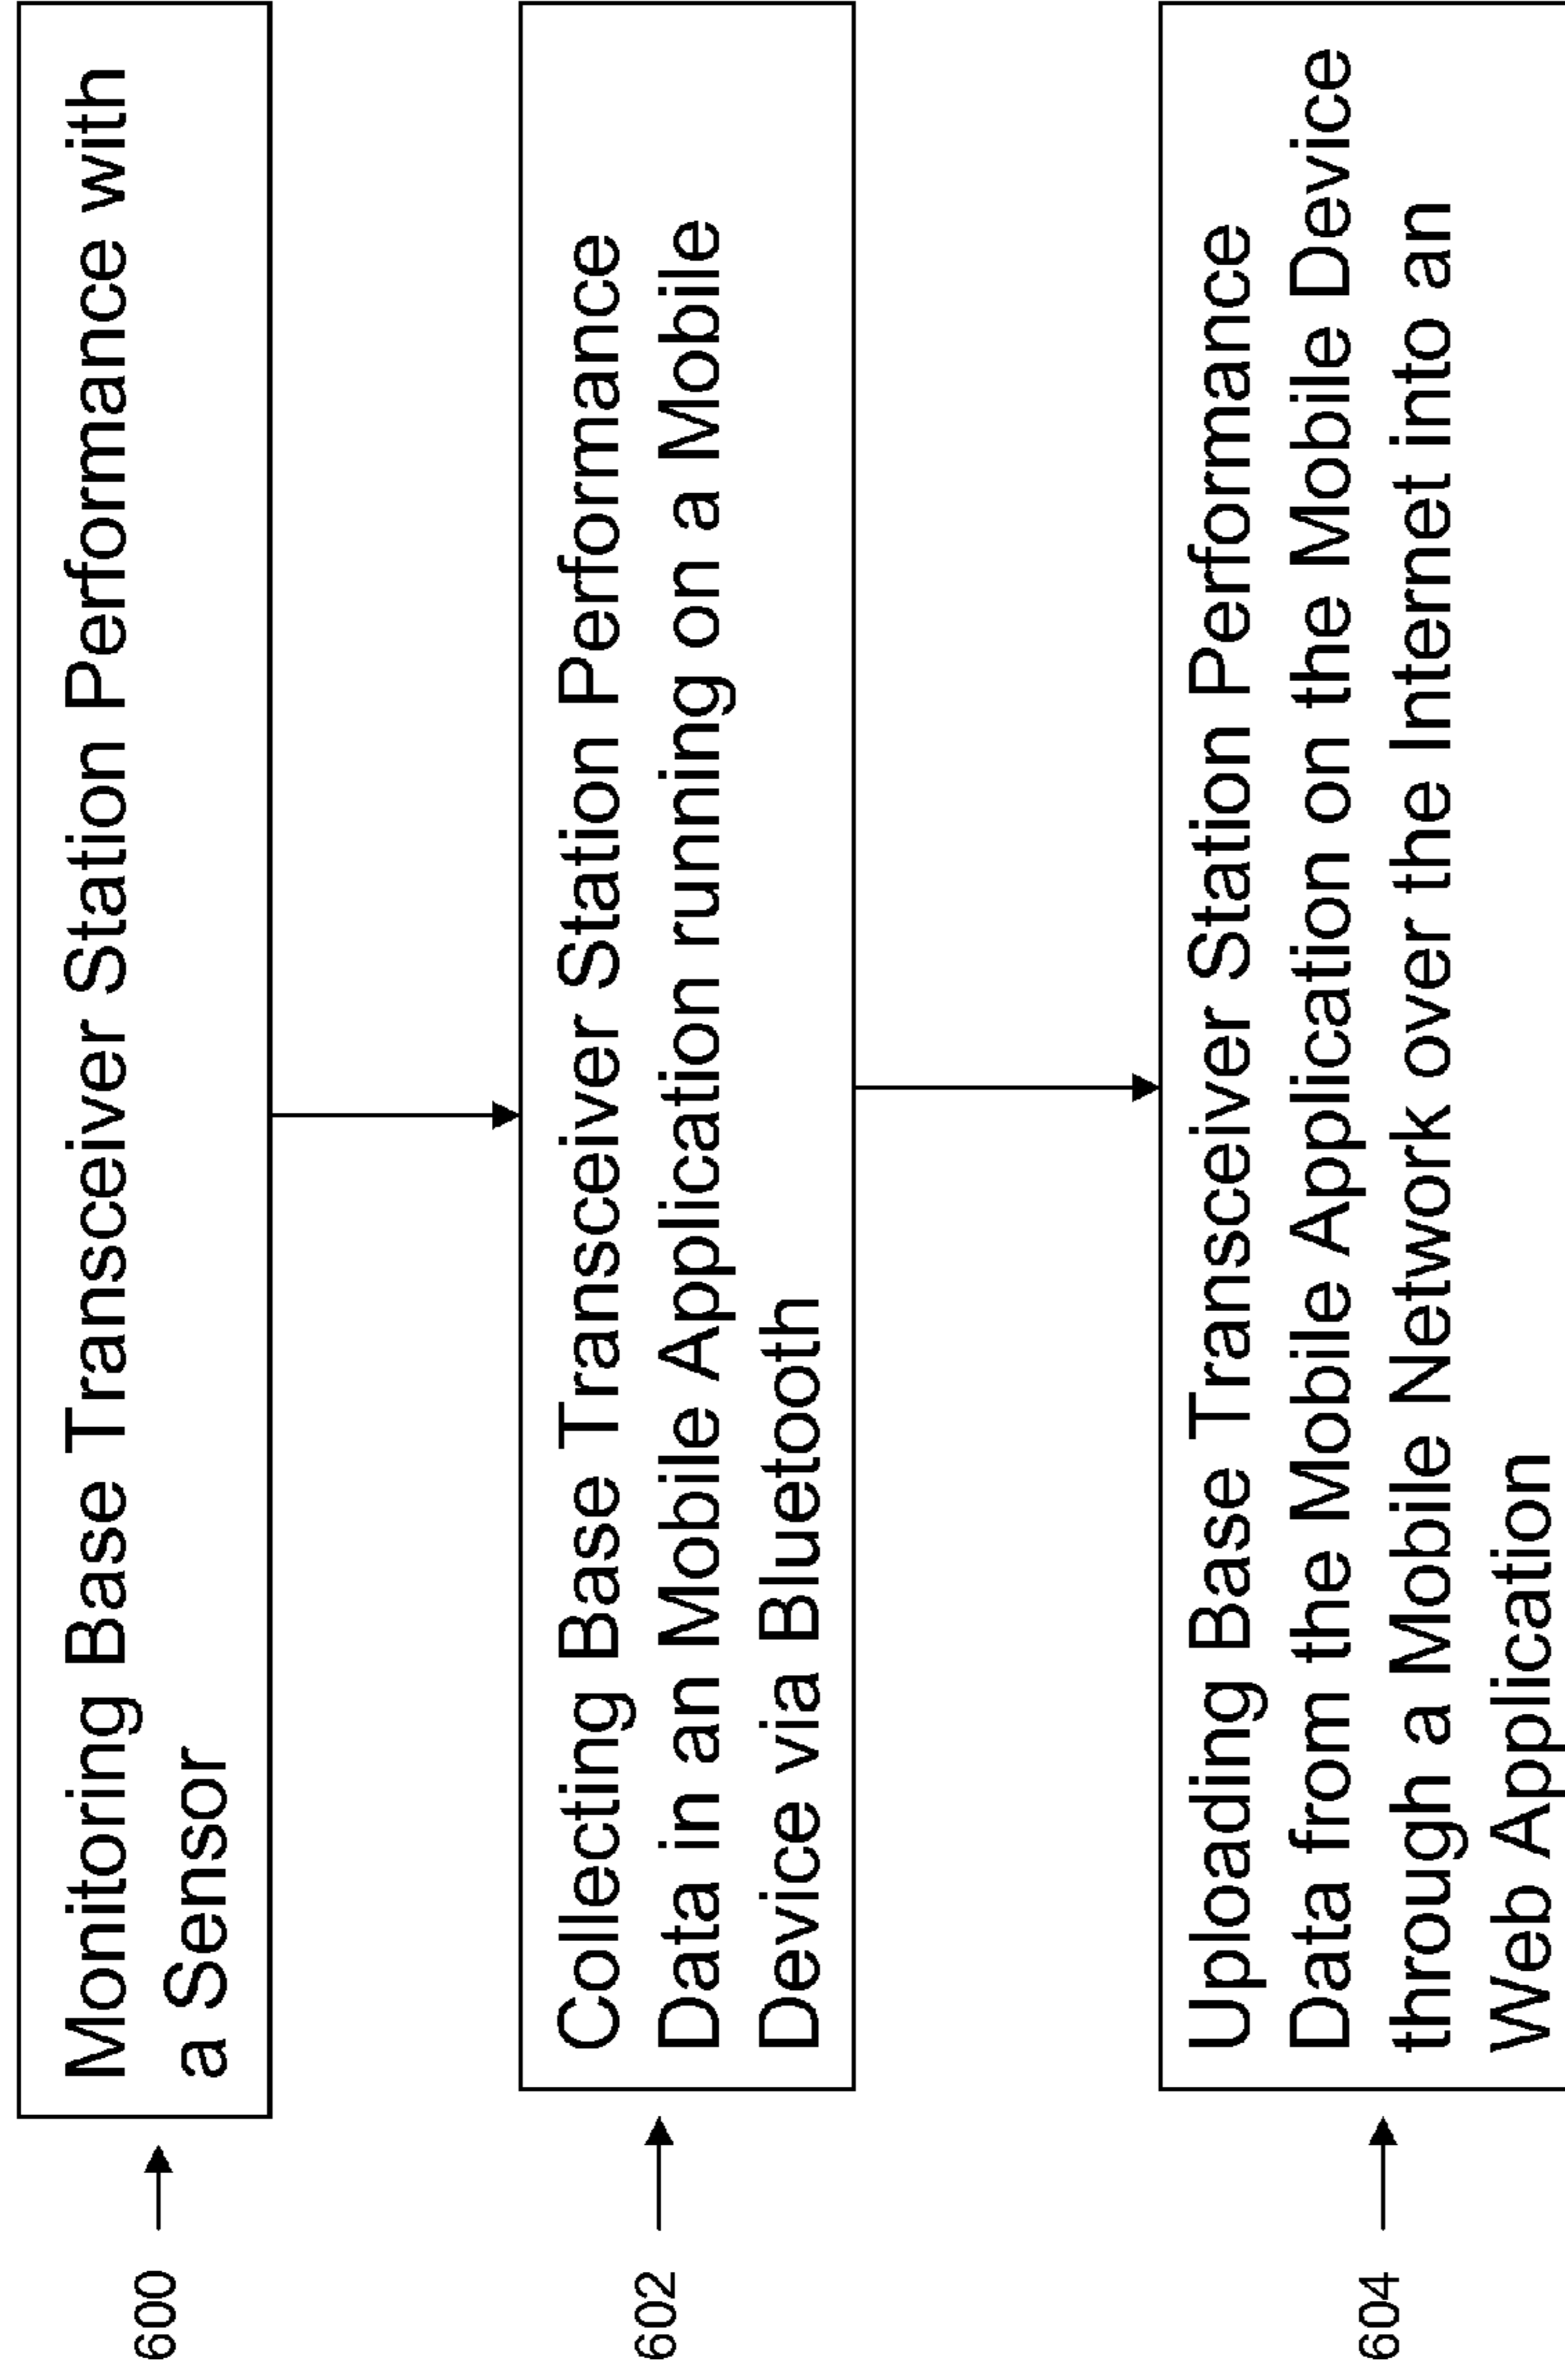 600
Monitoring Base Transceiver Station Performance with
a Sensor
602
Collecting Base Transceiver Station Performance
Data in an Mobile Application running on a Mobile
Device via Bluetooth
604
Uploading Base Transceiver Station Performance
Data from the Mobile Application on the Mobile Device
through a Mobile Network over the Internet into an
Web Application